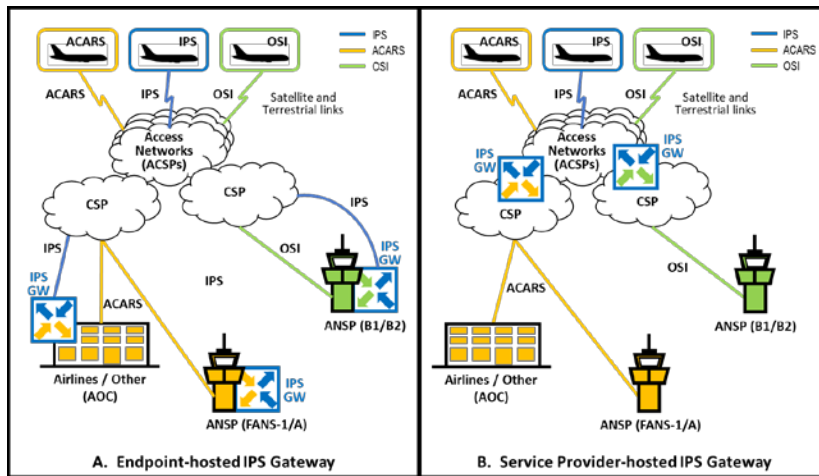 ACARS
IPS
OSI
IPS
ACARS
OSI
ACARS
IPS
OSI
Satellite and
Terrestrial links
Access
Networks
(ACSPs)
CSP
CSP
IPS
IPS
OSI
IPS
IPS
GW
IPS
GW
ACARS
ANSP (B1/B2)
Airlines / Other
(AOC)
IPS
GW
ANSP (FANS-1/A)
A. Endpoint-hosted IPS Gateway
ACARS
IPS
OSI
IPS
ACARS
OSI
ACARS
IPS
OSI
Satellite and
Terrestrial links
Access
Networks
(ACSPs)
IPS
GW
IPS
GW
CSP
CSP
OSI
ACARS
ANSP (B1/B2)
Airlines / Other
(AOC)
ANSP (FANS-1/A)
B. Service Provider-hosted IPS Gateway